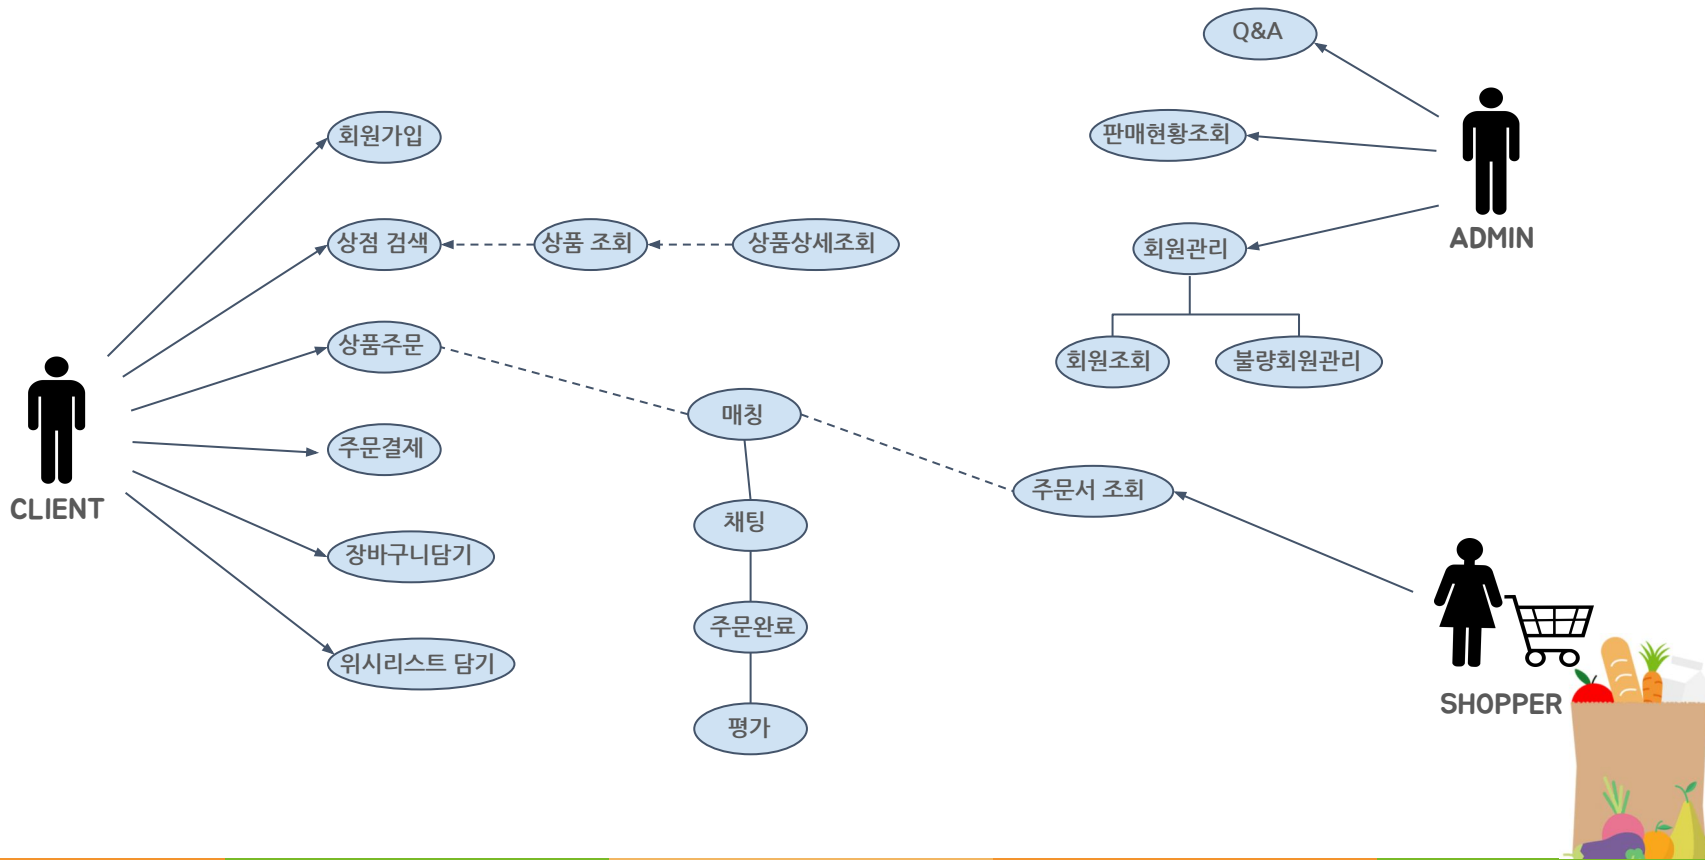 Q&A
회원가입
판매현황조회
상점 검색
상품 조회
상품상세조회
회원관리
ADMIN
상품주문
회원조회
불량회원관리
매칭
주문결제
CLIENT
주문서 조회
채팅
장바구니담기
주문완료
위시리스트 담기
SHOPPER
평가